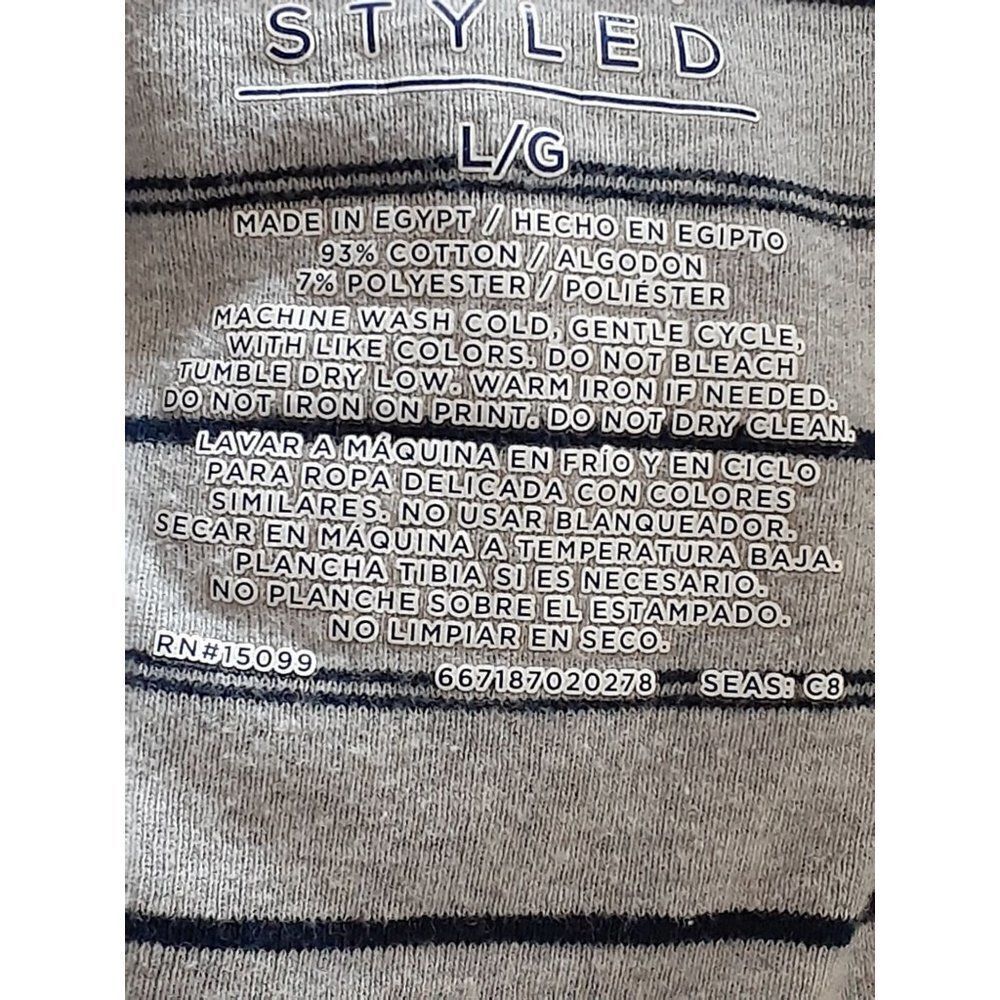 STYLED
L/G
MADE IN EGYPT / HECHO EN EGIPTO
93% COTTON / ALGODON
7% POLYESTER / POLIÉSTER
MACHINE WASH COLD, GENTLE CYCLE,
WITH LIKE COLORS. DO NOT BLEACH
TUMBLE DRY LOW. WARM IRON IF NEEDED.
DO NOT IRON ON PRINT. DO NOT DRY CLEAN.
LAVAR A MÁQUINA EN FRÍO Y EN CICLO
PARA ROPA DELICADA CON COLORES
SIMILARES. NO USAR BLANQUEADOR.
SECAR EN MÁQUINA A TEMPERATURA BAJA.
PLANCHA TIBIA SI ES NECESARIO.
NO PLANCHE SOBRE EL ESTAMPADO.
NO LIMPIAR EN SECO.
RN#15099 667187020278 SEAS: C8